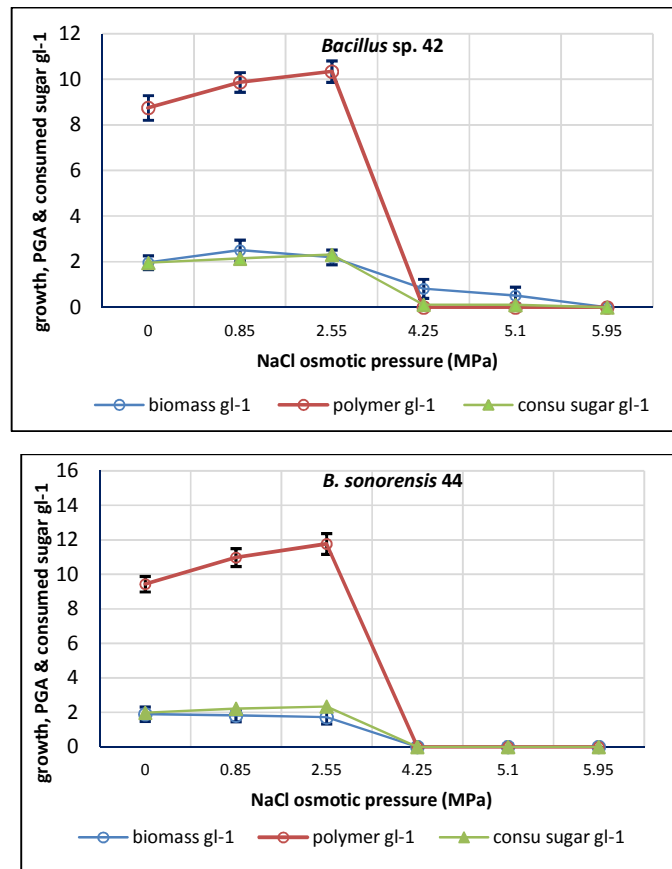 Bacillus sp. 42
growth, PGA & consumed sugar gl-1
12
10
8
6
4
2
0
0 0.85 2.55 4.25 5.1 5.95
NaCl osmotic pressure (MPa)
biomass gl-1 polymer gl-1 consu sugar gl-1
B. sonorensis 44
growth, PGA & consumed sugar gl-1
16
14
12
10
8
6
4
2
0
0 0.85 2.55 4.25 5.1 5.95
NaCl osmotic pressure (MPa)
biomass gl-1 polymer gl-1 consu sugar gl-1